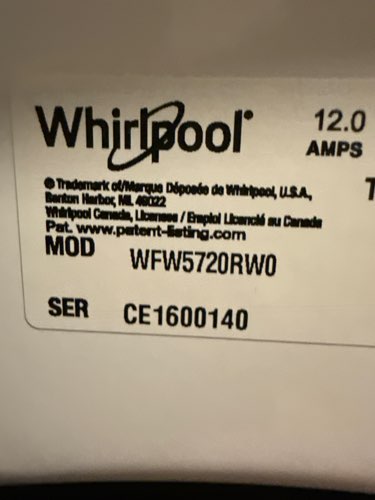 Whirlpool®
12.0
AMPS
® Trademark of/Marque Déposée de Whirlpool, U.S.A.,
Benton Harbor, MI. 49022
Whirlpool Canada, Licensee / Emploi Licencié au Canada
Pat. www.patent-listing.com
MOD WFW5720RW0
SER CE1600140
T